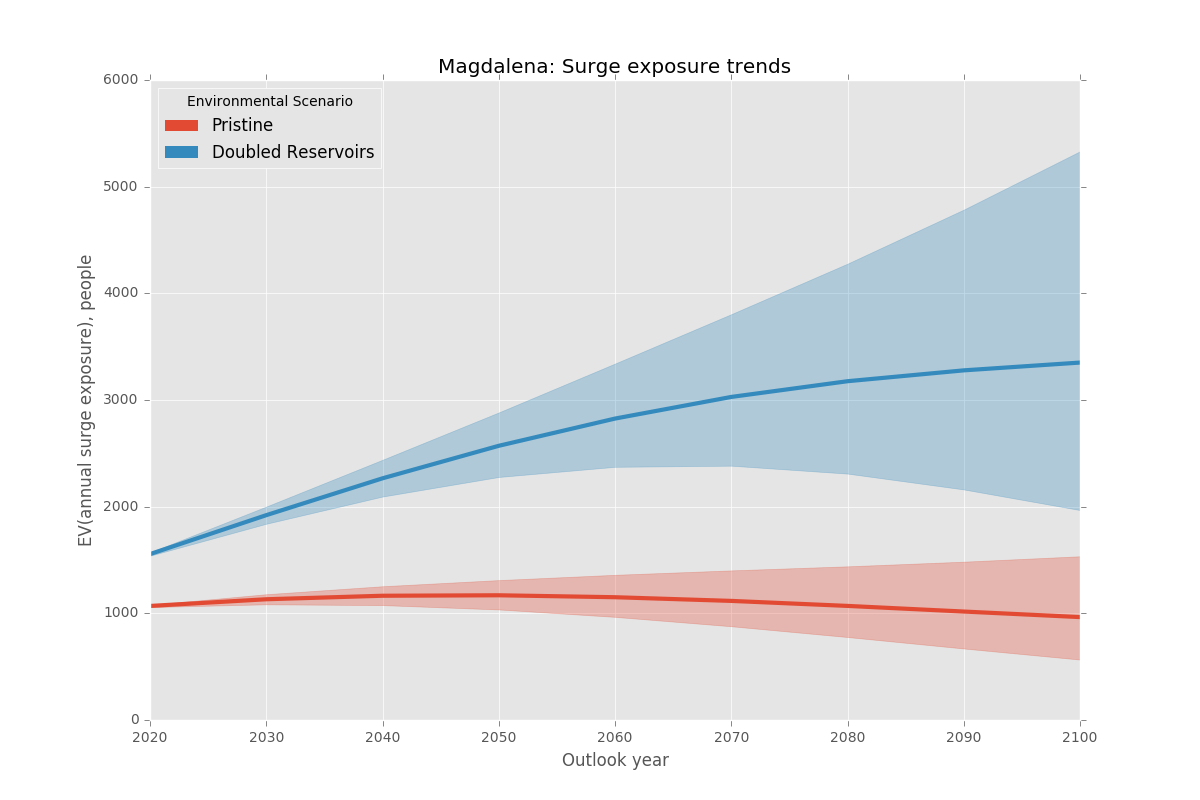 Magdalena: Surge exposure trends
Environmental Scenario
Pristine
Doubled Reservoirs
EV(annual surge exposure), people
6000
5000
4000
3000
2000
1000
0
2020 2030 2040 2050 2060 2070 2080 2090 2100
Outlook year